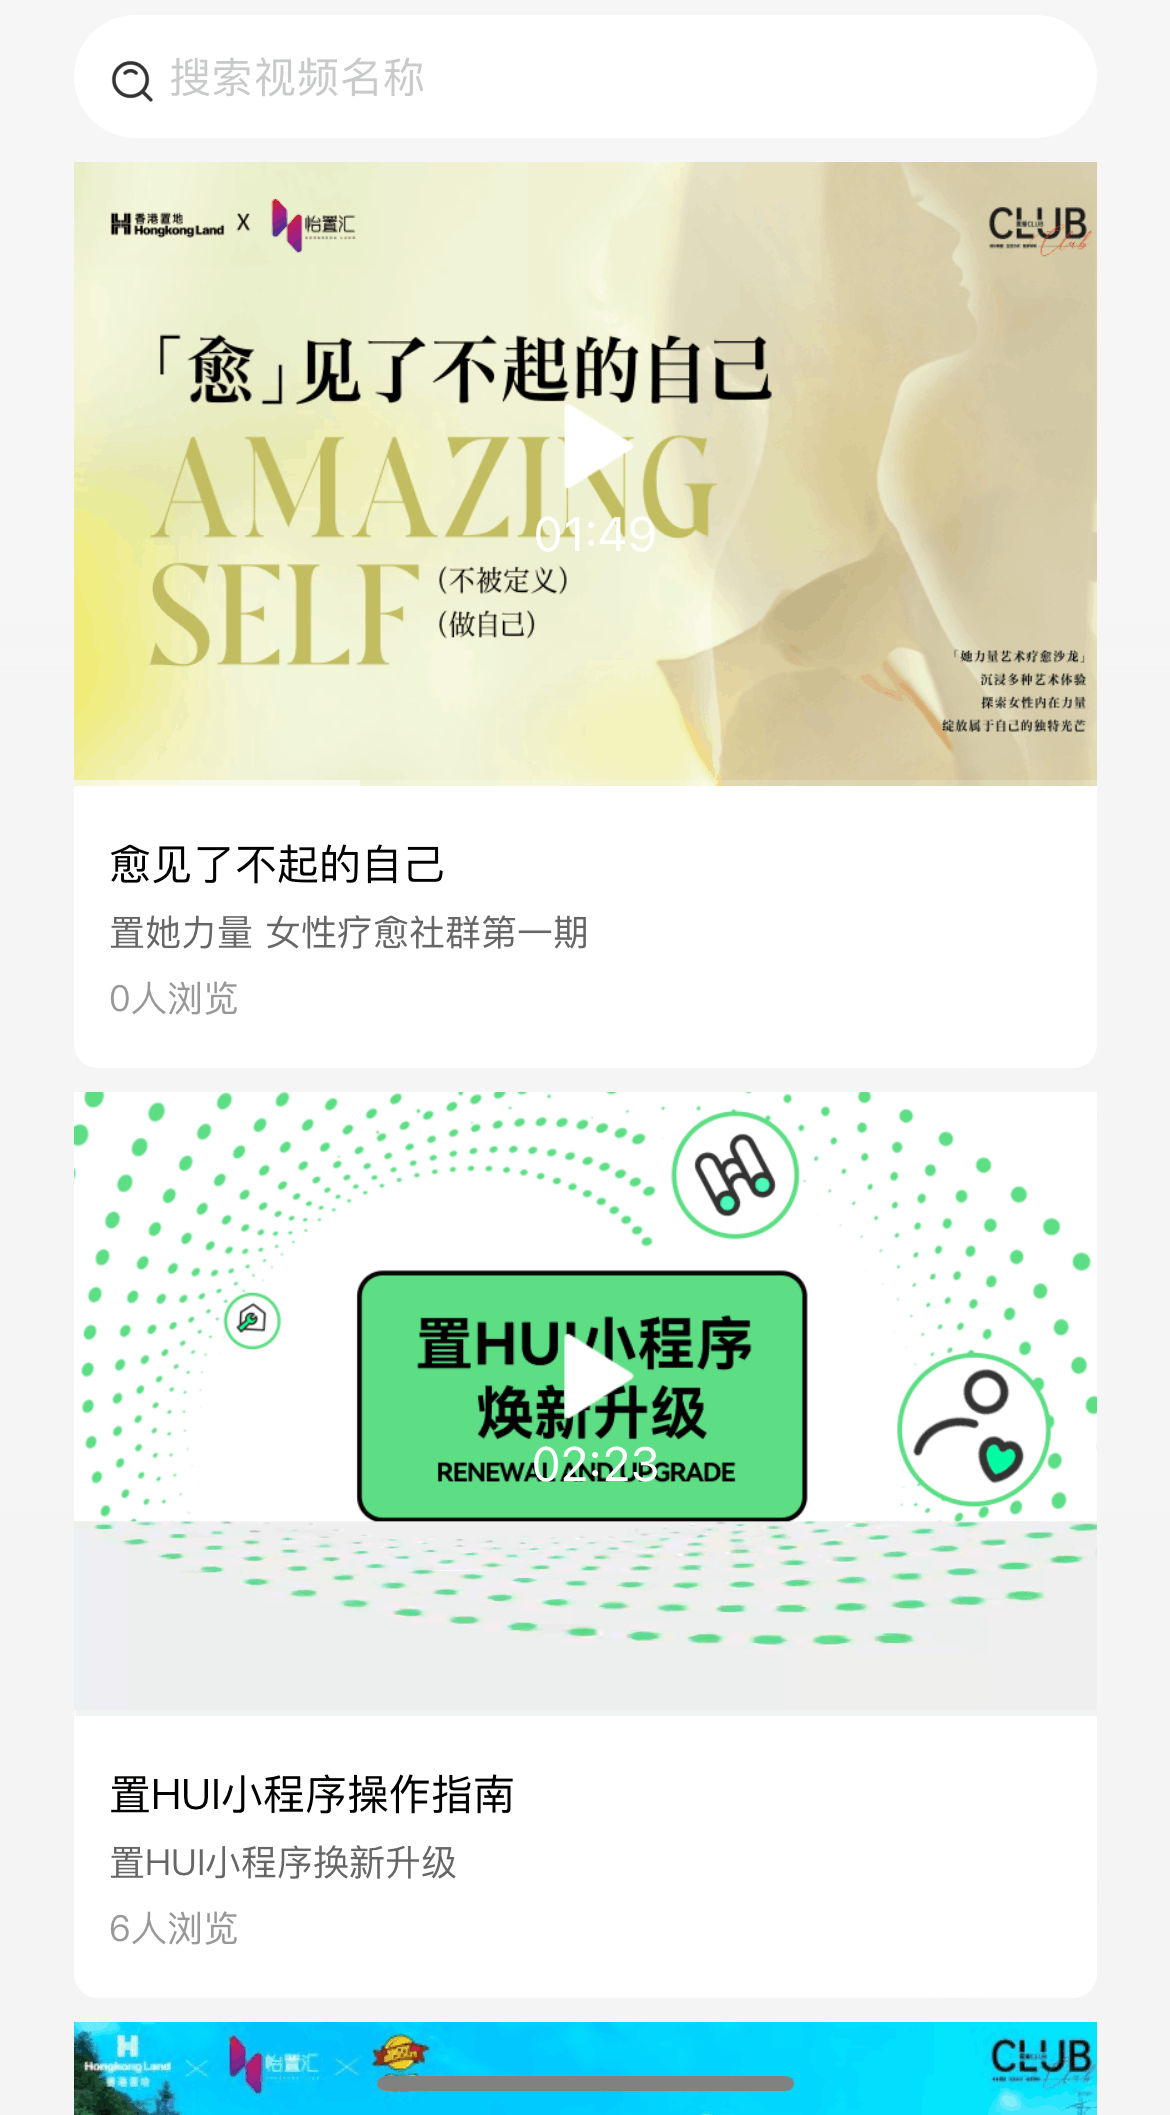 搜索视频名称
香港置地
HongkongLand
X
怡置汇
CLUB
Club
「愈」见了不起的自己
AMAZING
01:49
SELF
（不被定义）
（做自己）
「她力量艺术疗愈沙龙」
沉浸多种艺术体验
探索女性内在力量
绽放属于自己的独特光芒
愈见了不起的自己
置她力量 女性疗愈社群第一期
0人浏览
置HUI小程序
焕新升级
RENEWAL AND UPGRADE
02:23
置HUI小程序操作指南
置HUI小程序换新升级
6人浏览
HongkongLand
香港置地
怡置汇
CLUB